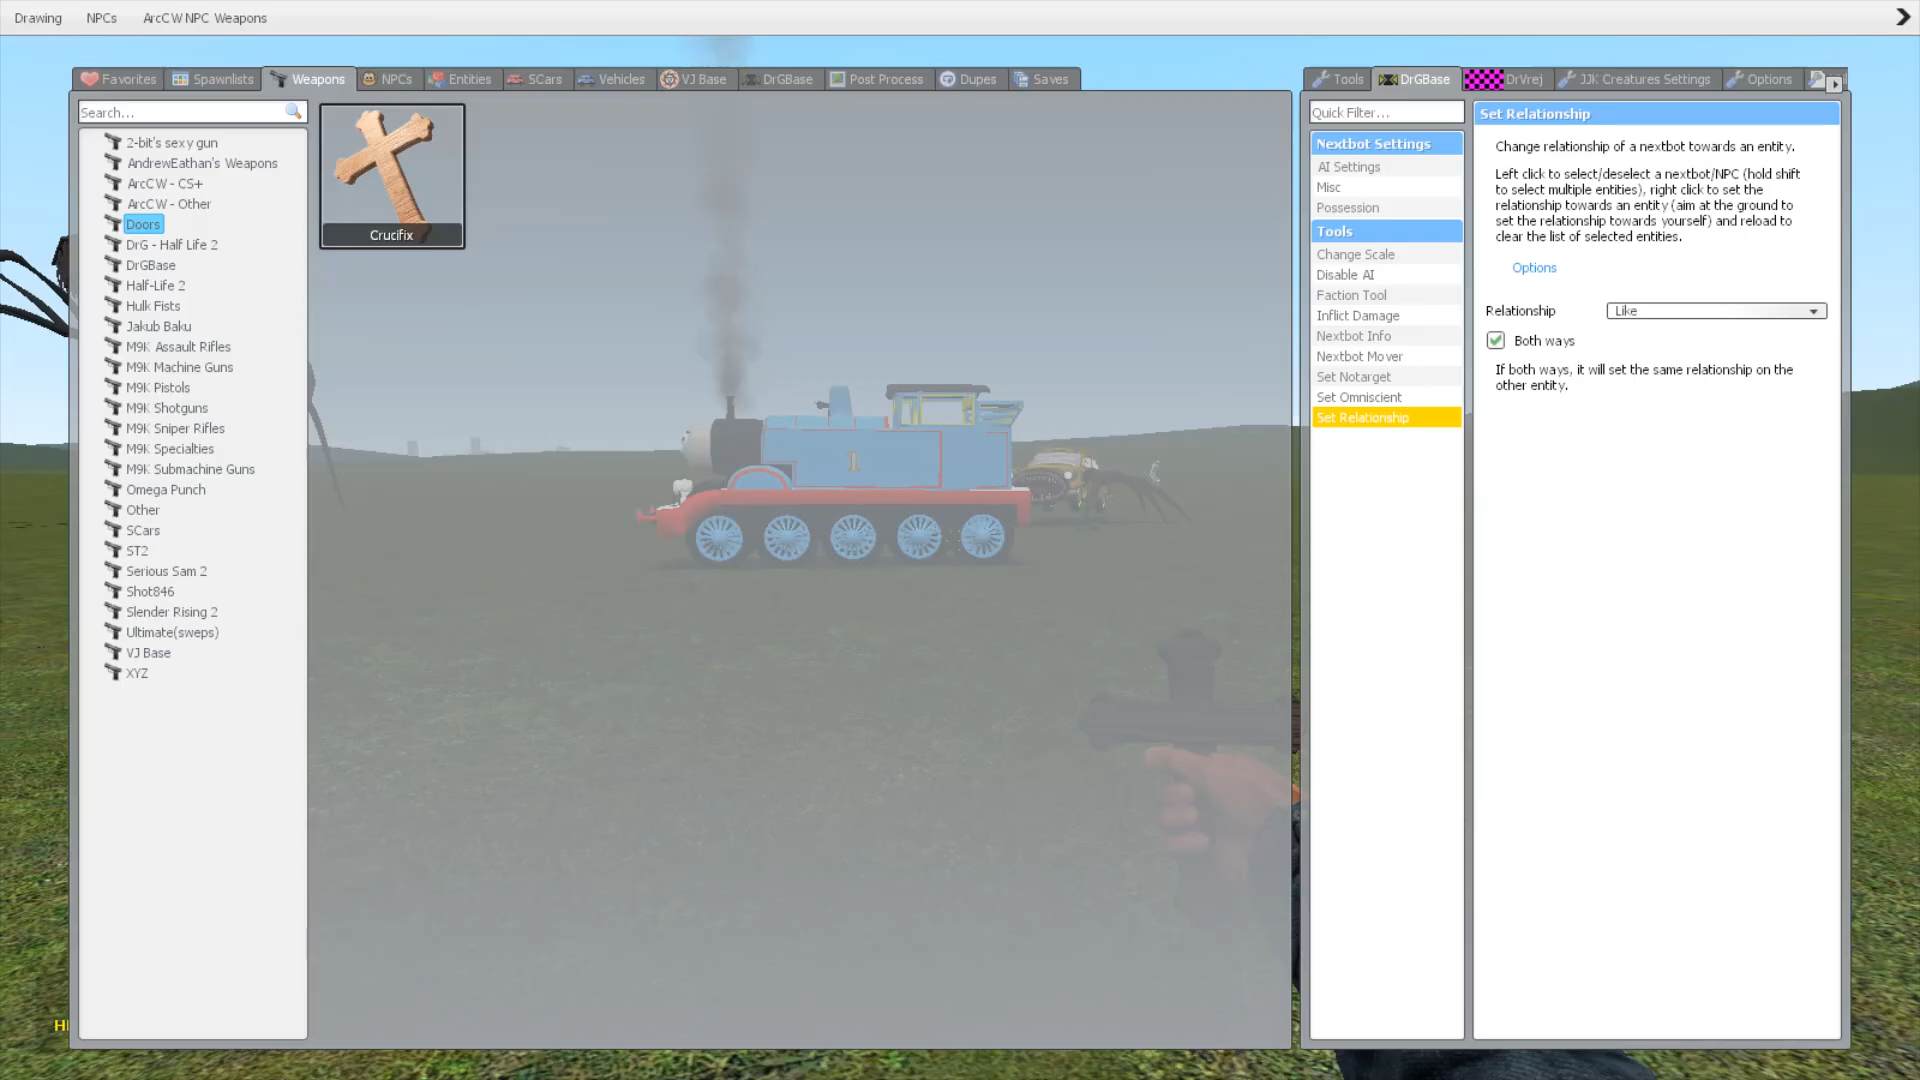 Drawing NPCs ArcCW NPC Weapons
Favorites Spawnlists Weapons NPCs Entities SCars Vehicles VJ Base DrGBase Post Process Dupes Saves
Tools DrGBase DrVrej JJK Creatures Settings Options
Search...
2-bit's sexy gun
AndrewEathan's Weapons
ArcCW - CS+
ArcCW - Other
Doors
DrG - Half Life 2
DrGBase
Half-Life 2
Hulk Fists
Jakub Baku
M9K Assault Rifles
M9K Machine Guns
M9K Pistols
M9K Shotguns
M9K Sniper Rifles
M9K Specialties
M9K Submachine Guns
Omega Punch
Other
SCars
ST2
Serious Sam 2
Shot846
Slender Rising 2
Ultimate(sweps)
VJ Base
XYZ
Crucifix
1
Quick Filter...
Nextbot Settings
AI Settings
Misc
Possession
Tools
Change Scale
Disable AI
Faction Tool
Inflict Damage
Nextbot Info
Nextbot Mover
Set Notarget
Set Omniscient
Set Relationship
Set Relationship
Change relationship of a nextbot towards an entity.
Left click to select/deselect a nextbot/NPC (hold shift
to select multiple entities), right click to set the
relationship towards an entity (aim at the ground to
set the relationship towards yourself) and reload to
clear the list of selected entities.
Options
Relationship Like
Both ways
If both ways, it will set the same relationship on the
other entity.